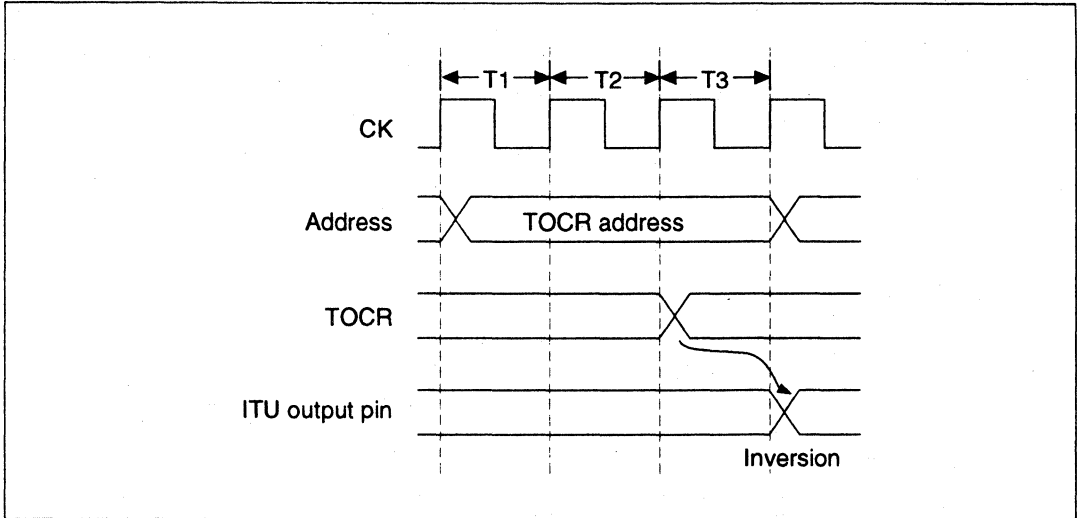 T1 T2 T3
CK
Address TOCR address
TOCR
ITU output pin
Inversion